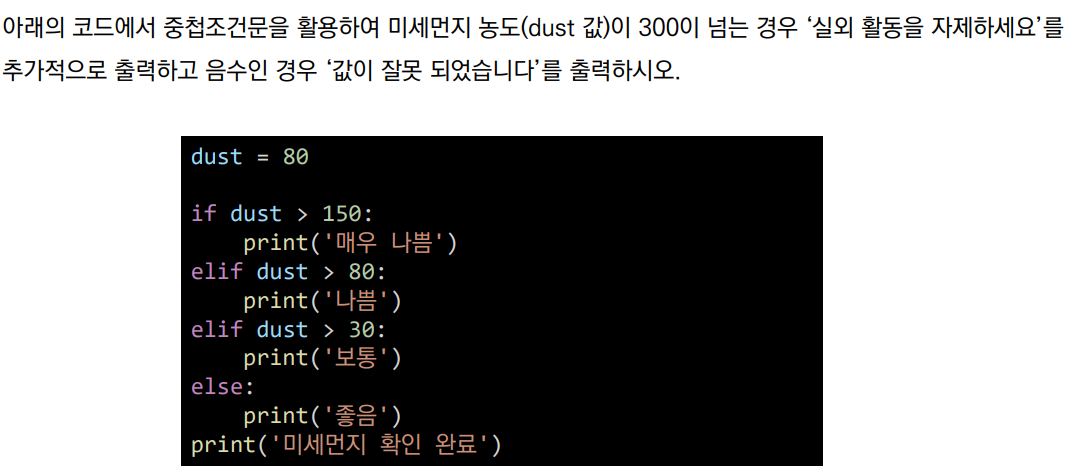 아래의 코드에서 중첩조건문을 활용하여 미세먼지 농도(dust 값)이 300이 넘는 경우 ‘실외 활동을 자제하세요’를
추가적으로 출력하고 음수인 경우 ‘값이 잘못 되었습니다’를 출력하시오.
dust = 80
if dust > 150:
    print('매우 나쁨')
elif dust > 80:
    print('나쁨')
elif dust > 30:
    print('보통')
else:
    print('좋음')
print('미세먼지 확인 완료')